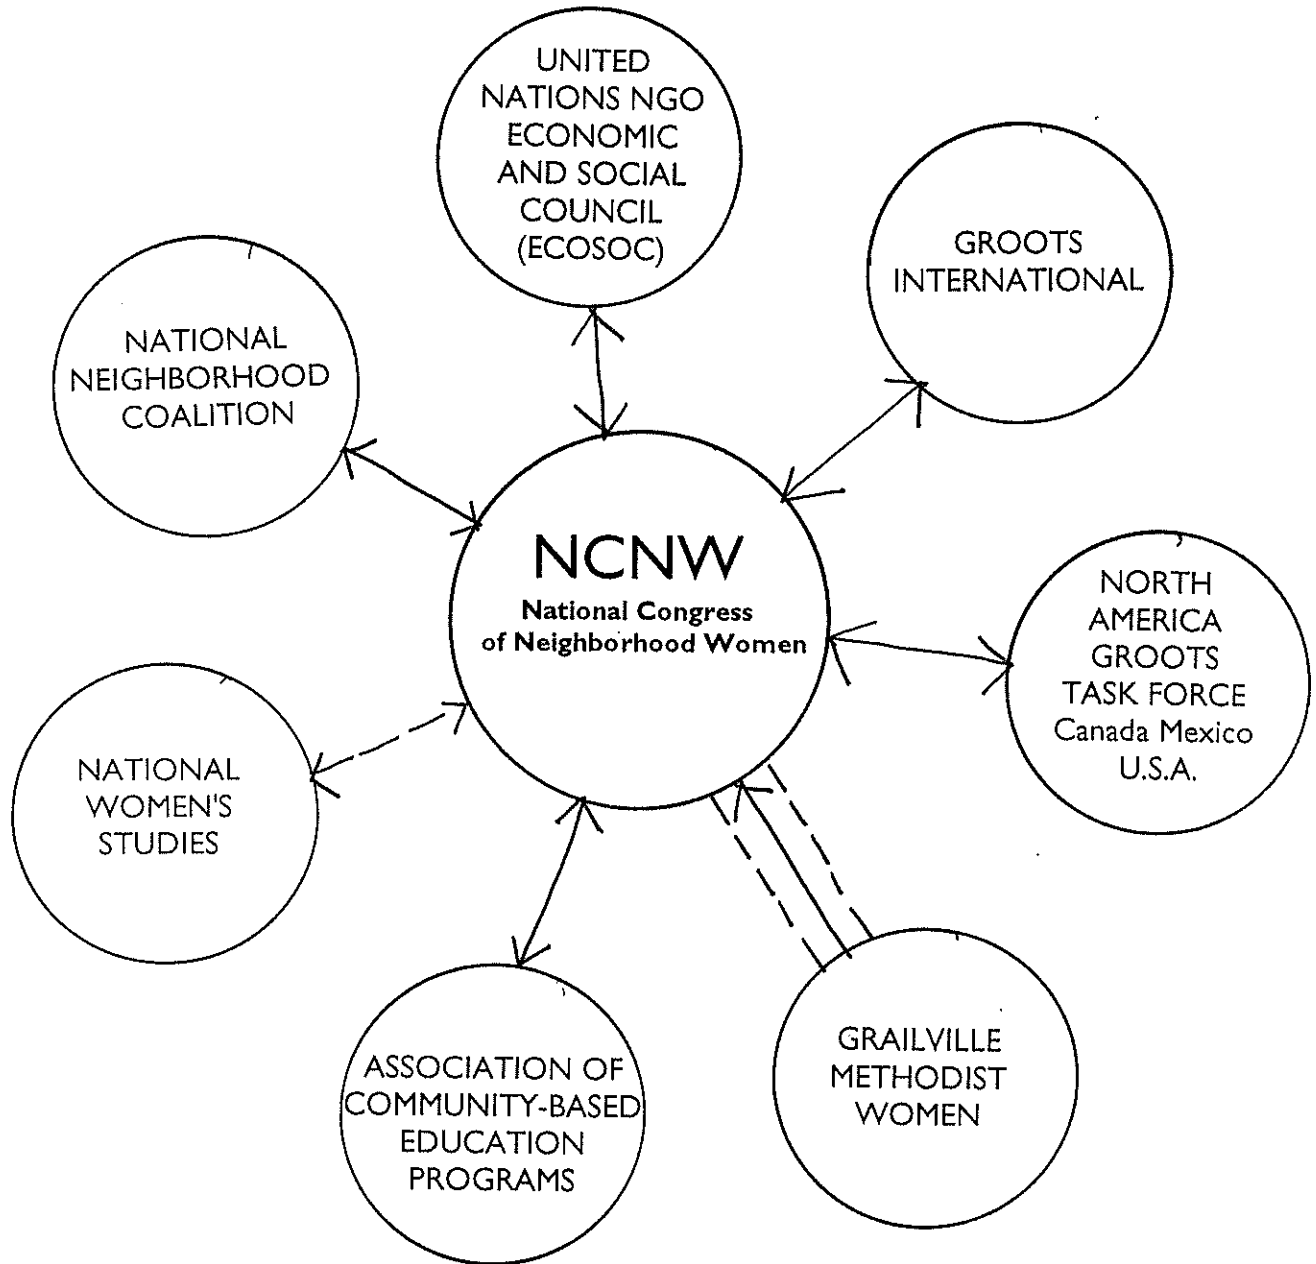 UNITED
NATIONS NGO
ECONOMIC
AND SOCIAL
COUNCIL
(ECOSOC)
GROOTS
INTERNATIONAL
NATIONAL
NEIGHBORHOOD
COALITION
NCNW
National Congress
of Neighborhood Women
NORTH
AMERICA
GROOTS
TASK FORCE
Canada Mexico
U.S.A.
NATIONAL
WOMEN'S
STUDIES
ASSOCIATION OF
COMMUNITY-BASED
EDUCATION
PROGRAMS
GRAILVILLE
METHODIST
WOMEN